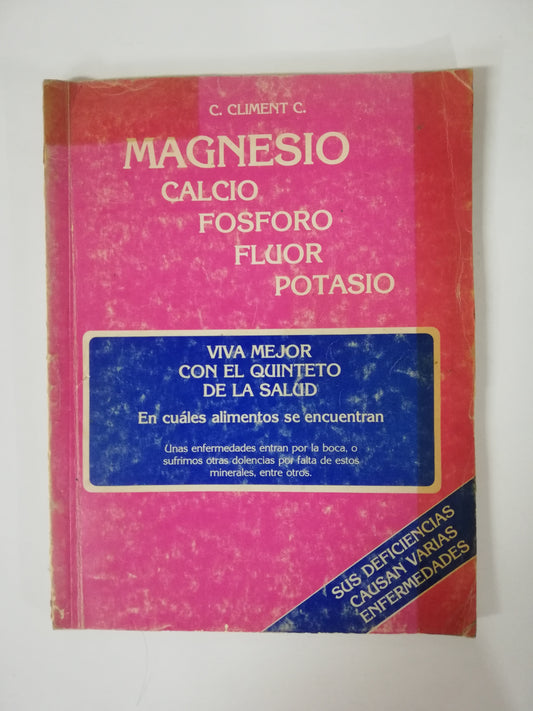 C. CLIMENT C.
MAGNESIO
CALCIO
FOSFORO
FLUOR
POTASIO
VIVA MEJOR
CON EL QUINTETO
DE LA SALUD
En cuáles alimentos se encuentran
Unas enfermedades entran por la boca, o
sufrimos otras dolencias por falta de estos
minerales, entre otros.
SUS DEFICIENCIAS
CAUSAN VARIAS
ENFERMEDADES